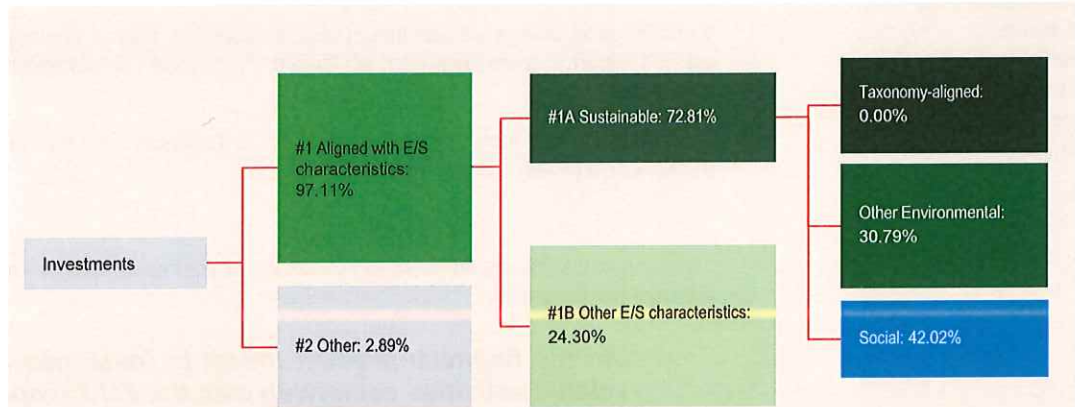 Investments
#1 Aligned with E/S
characteristics:
97.11%
#2 Other: 2.89%
#1A Sustainable: 72.81%
#1B Other E/S characteristics:
24.30%
Taxonomy-aligned:
0.00%
Other Environmental:
30.79%
Social: 42.02%